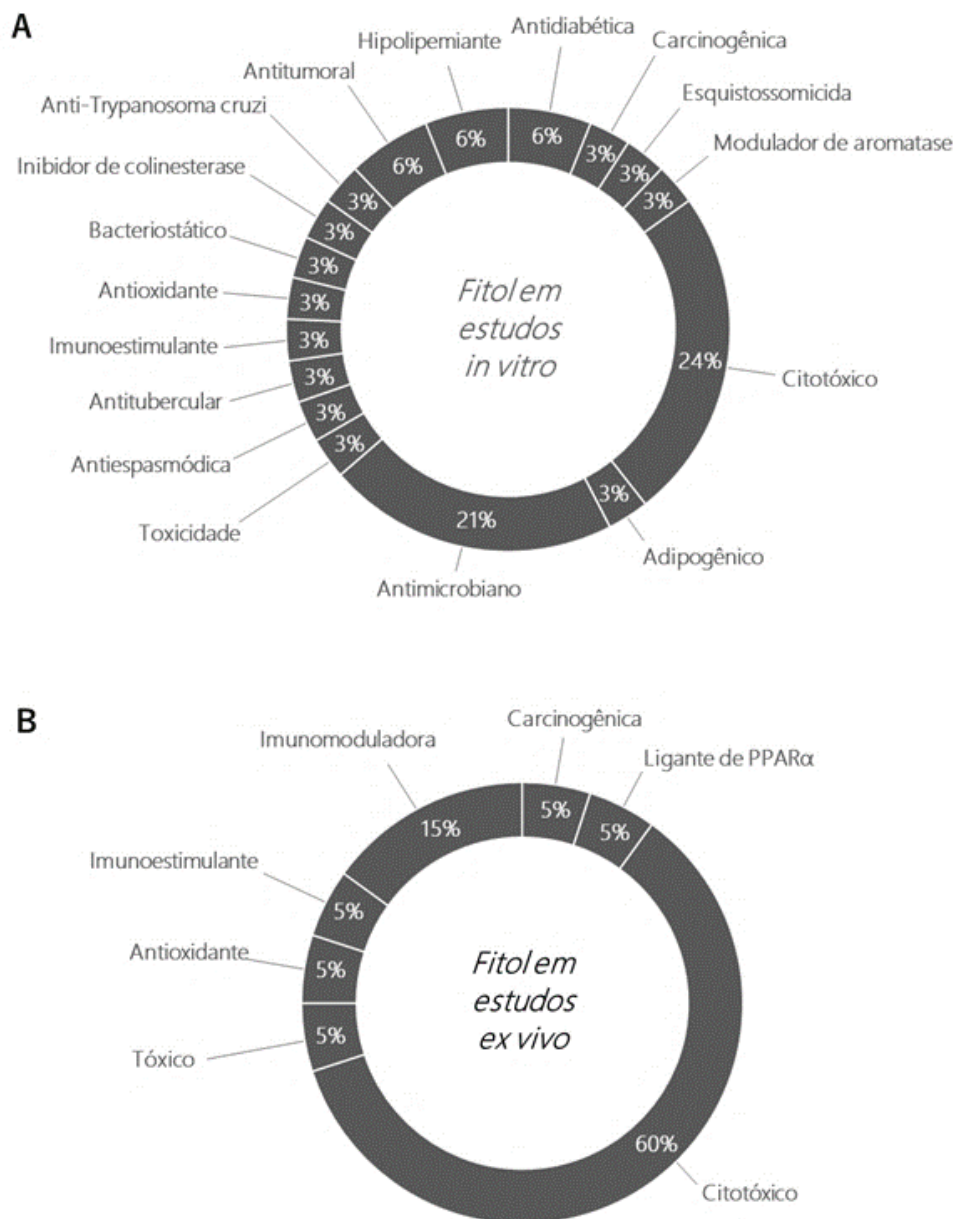 A
Antidiabética
Hipolipemiante
Carcinogênica
Antitumoral
Esquistossomicida
Anti-Trypanosoma cruzi
Modulador de aromatase
Inibidor de colinesterase
Bacteriostático
Antioxidante
Imunoestimulante
Antitubercular
Antiespasmódica
Toxicidade
Antimicrobiano
Adipogênico
Citotóxico
6%
6%
3%
3%
3%
24%
3%
21%
3%
3%
3%
3%
3%
3%
3%
3%
6%
Fitol em
estudos
in vitro
B
Carcinogênica
Imunomoduladora
Ligante de PPARα
Imunoestimulante
Antioxidante
Tóxico
Citotóxico
15%
5%
5%
5%
5%
5%
60%
Fitol em
estudos
ex vivo